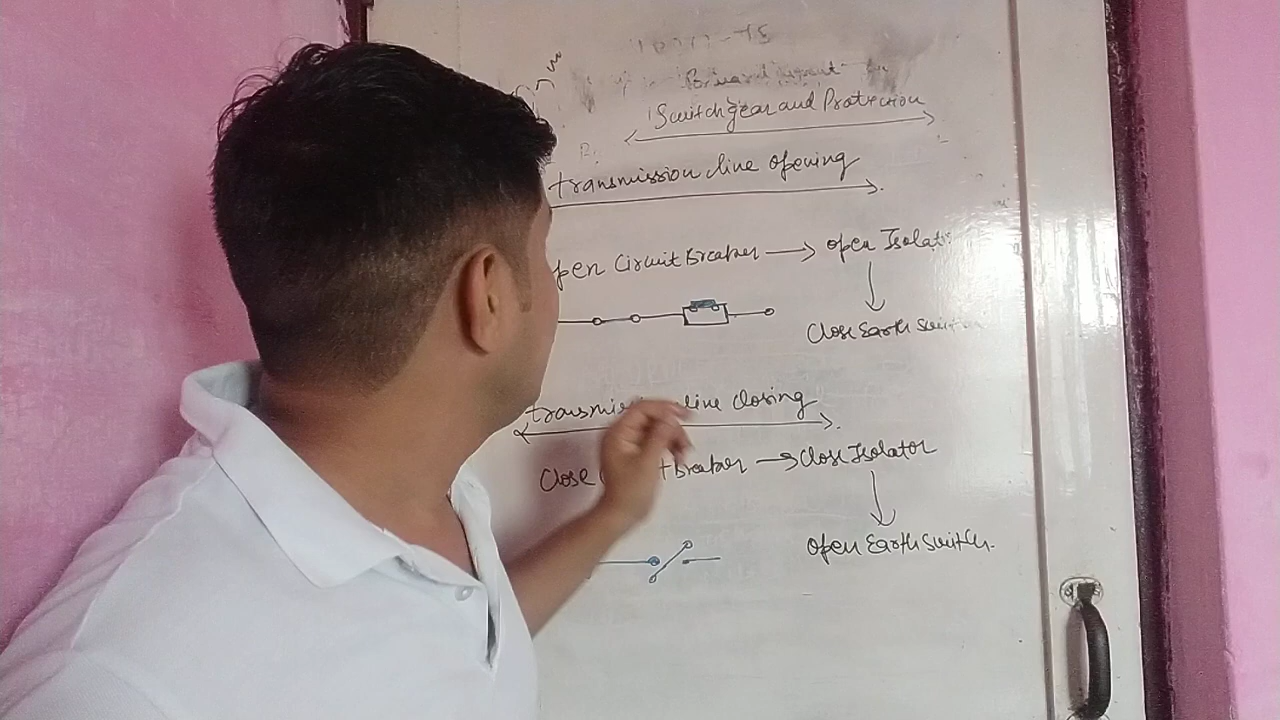 Switchgear and Protection
transmission line opening
pen Circuit Breaker → open Isolat
↓
Close Earth Swit
line closing
Close Breaker → Close Isolator
↓
Open Earth Switch.